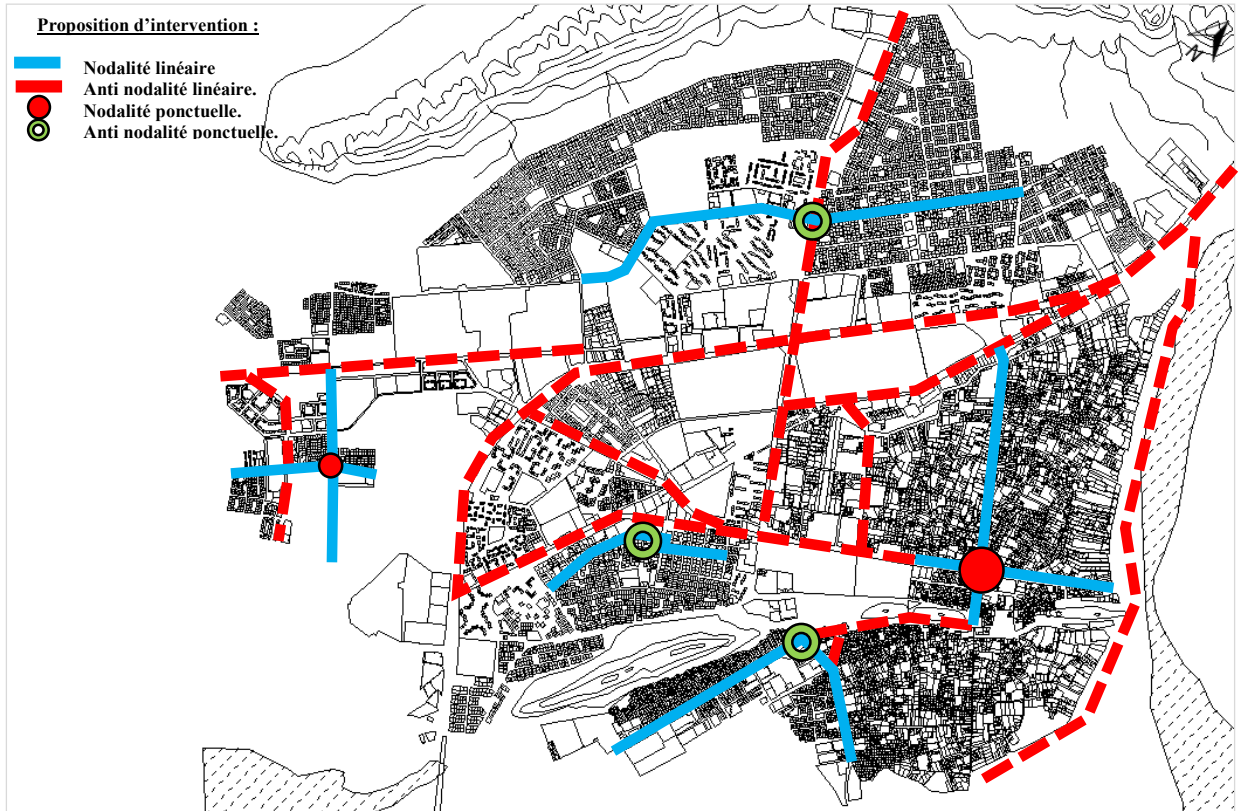 Proposition d'intervention :
Nodalité linéaire
Anti nodalité linéaire.
Nodalité ponctuelle.
Anti nodalité ponctuelle.
N